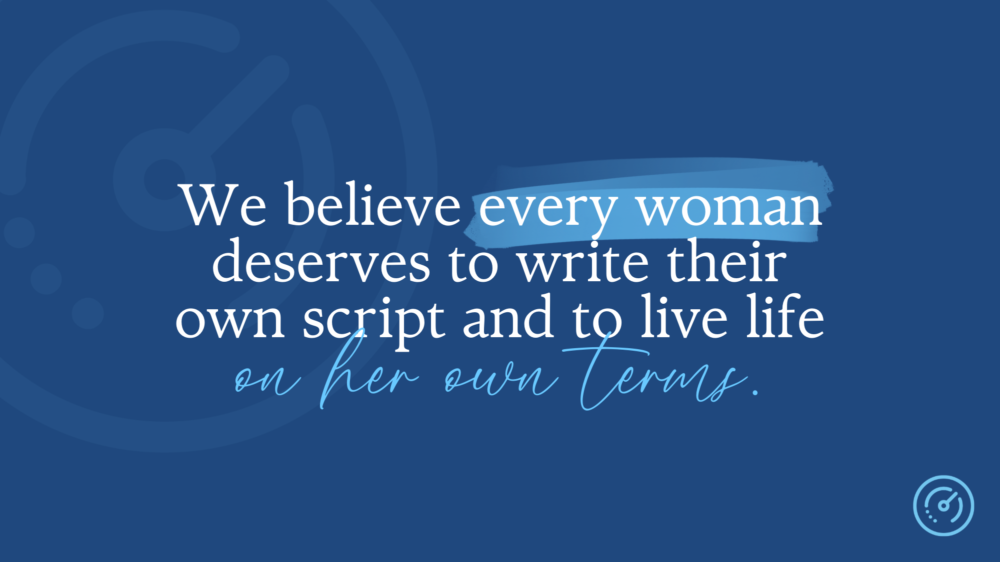 We believe every woman
deserves to write their
own script and to live life
on her own terms.